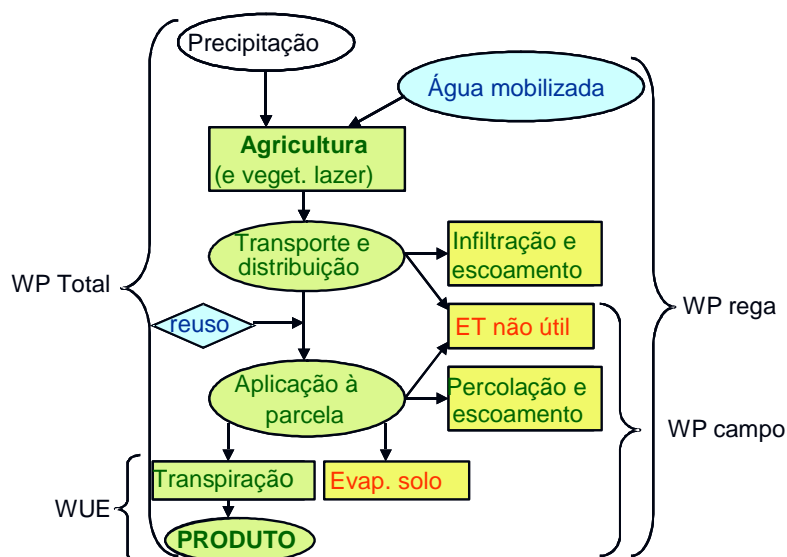 Precipitação
Água mobilizada
Agricultura
(e veget. lazer)
Transporte e
distribuição
Infiltração e
escoamento
WP Total
WP rega
reuso
ET não útil
Aplicação à
parcela
Percolação e
escoamento
WP campo
Transpiração
Evap. solo
WUE
PRODUTO